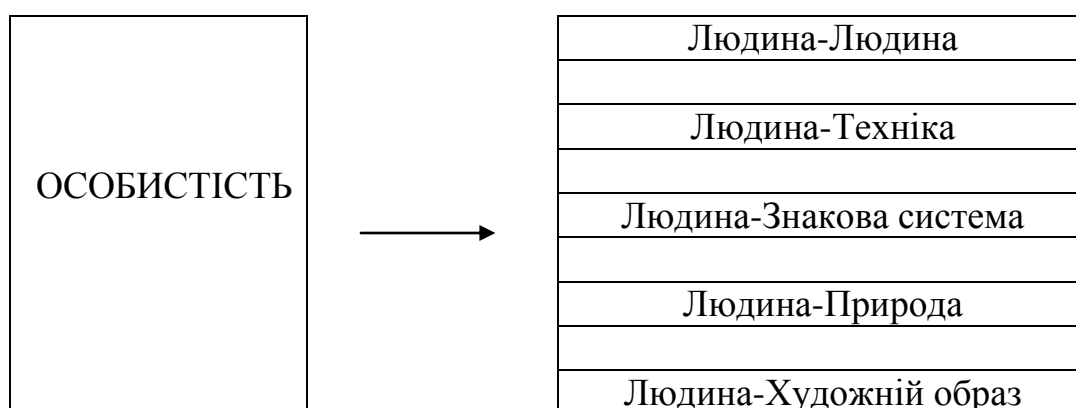 ОСОБИСТІСТЬ
Людина-Людина
Людина-Техніка
Людина-Знакова система
Людина-Природа
Людина-Художній образ